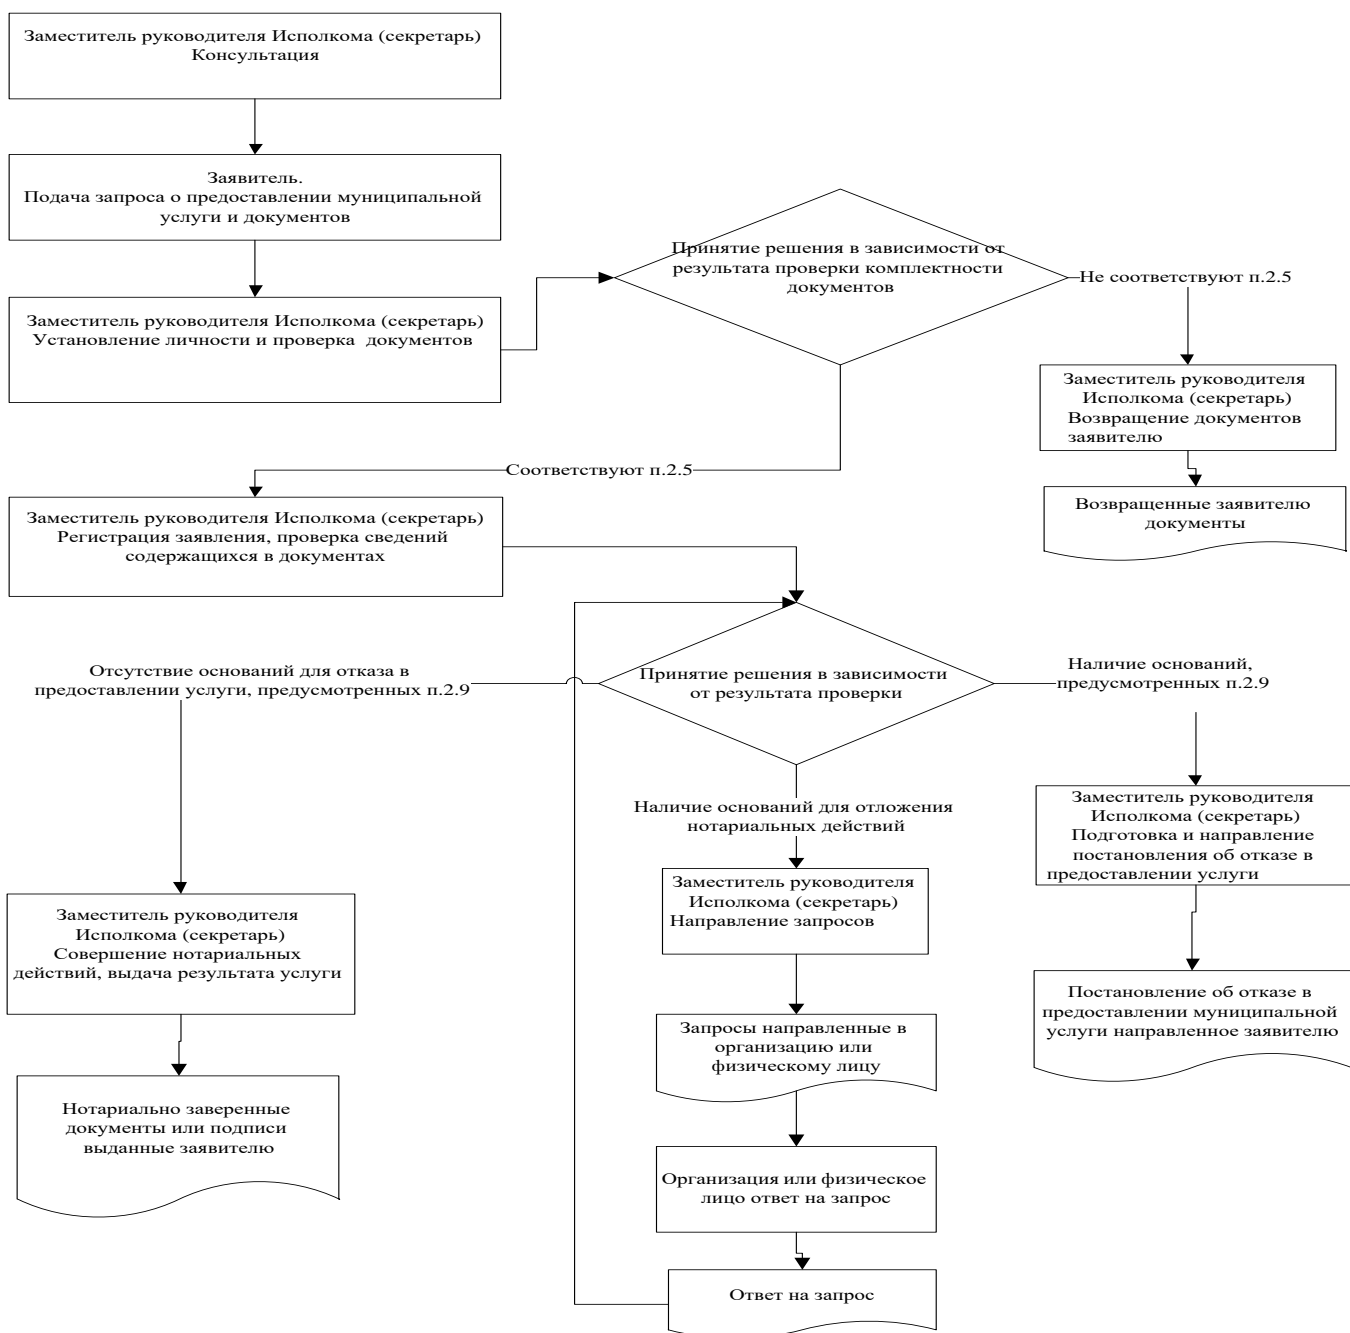 Заместитель руководителя Исполкома (секретарь)
Консультация
Заявитель.
Подача запроса о предоставлении муниципальной
услуги и документов
Принятие решения в зависимости от
результата проверки комплектности
документов
Не соответствуют п.2.5
Заместитель руководителя Исполкома (секретарь)
Установление личности и проверка документов
Заместитель руководителя
Исполкома (секретарь)
Возвращение документов
заявителю
Соответствуют п.2.5
Возвращенные заявителю
документы
Заместитель руководителя Исполкома (секретарь)
Регистрация заявления, проверка сведений
содержащихся в документах
Отсутствие оснований для отказа в
предоставлении услуги, предусмотренных п.2.9
Принятие решения в зависимости
от результата проверки
Наличие оснований,
предусмотренных п.2.9
Наличие оснований для отложения
нотариальных действий
Заместитель руководителя
Исполкома (секретарь)
Подготовка и направление
постановления об отказе в
предоставлении услуги
Заместитель руководителя
Исполкома (секретарь)
Направление запросов
Заместитель руководителя
Исполкома (секретарь)
Совершение нотариальных
действий, выдача результата услуги
Постановление об отказе в
предоставлении муниципальной
услуги направленное заявителю
Запросы направленные в
организацию или
физическому лицу
Нотариально заверенные
документы или подписи
выданные заявителю
Организация или физическое
лицо ответ на запрос
Ответ на запрос